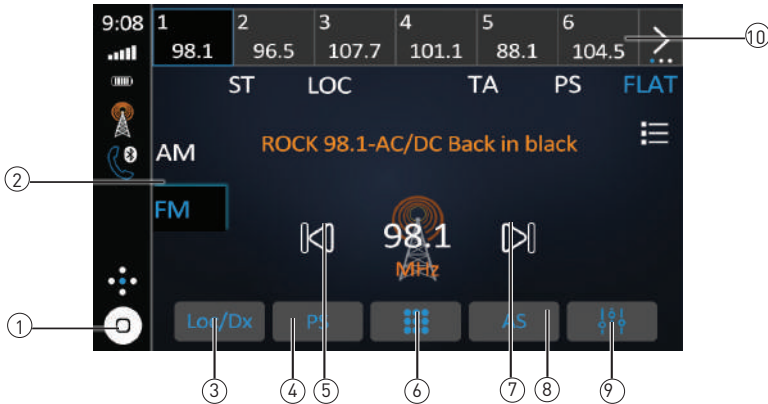 9:08
1 2 3 4 5 6
98.1 96.5 107.7 101.1 88.1 104.5
ST LOC TA PS FLAT
ROCK 98.1-AC/DC Back in black
AM
FM
98.1
MHz
Loc/Dx PS AS
10
2
1
3 4 5 6 7 8 9